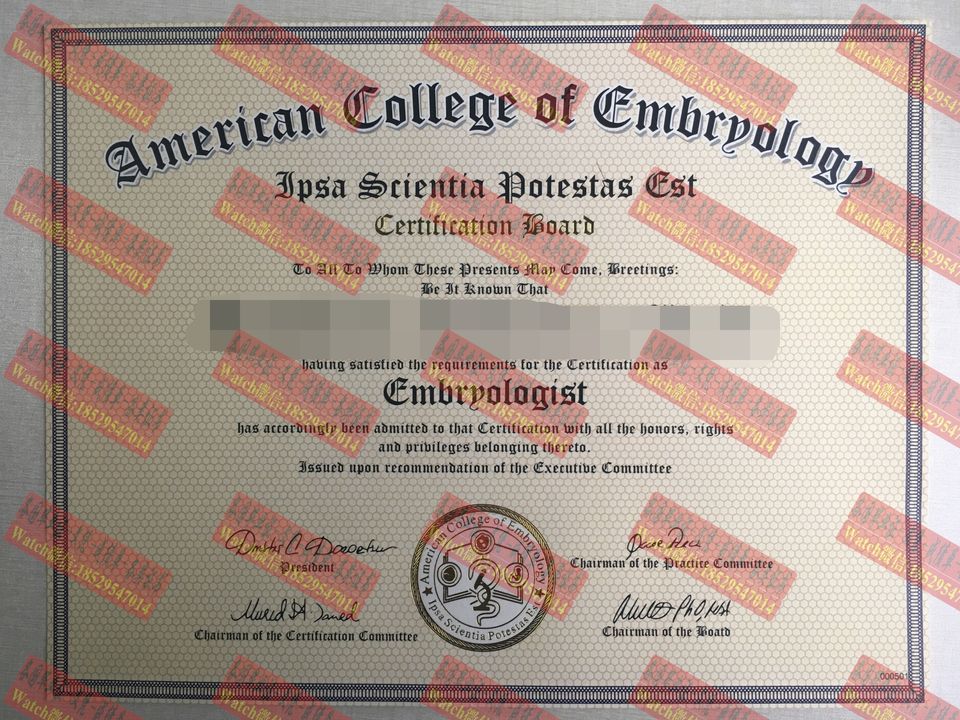 American College of Embryology
Ipsa Scientia Potestas Est
Certification Board
To All To Whom These Presents May Come, Greetings:
Be It Known That
having satisfied the requirements for the Certification as
Embryologist
has accordingly been admitted to that Certification with all the honors, rights
and privileges belonging thereto.
Issued upon recommendation of the Executive Committee
President
Chairman of the Practice Committee
Chairman of the Certification Committee
Chairman of the Boatd
American College of Embryology
Ipsa Scientia Potestas Est
Watch微信:18529547014